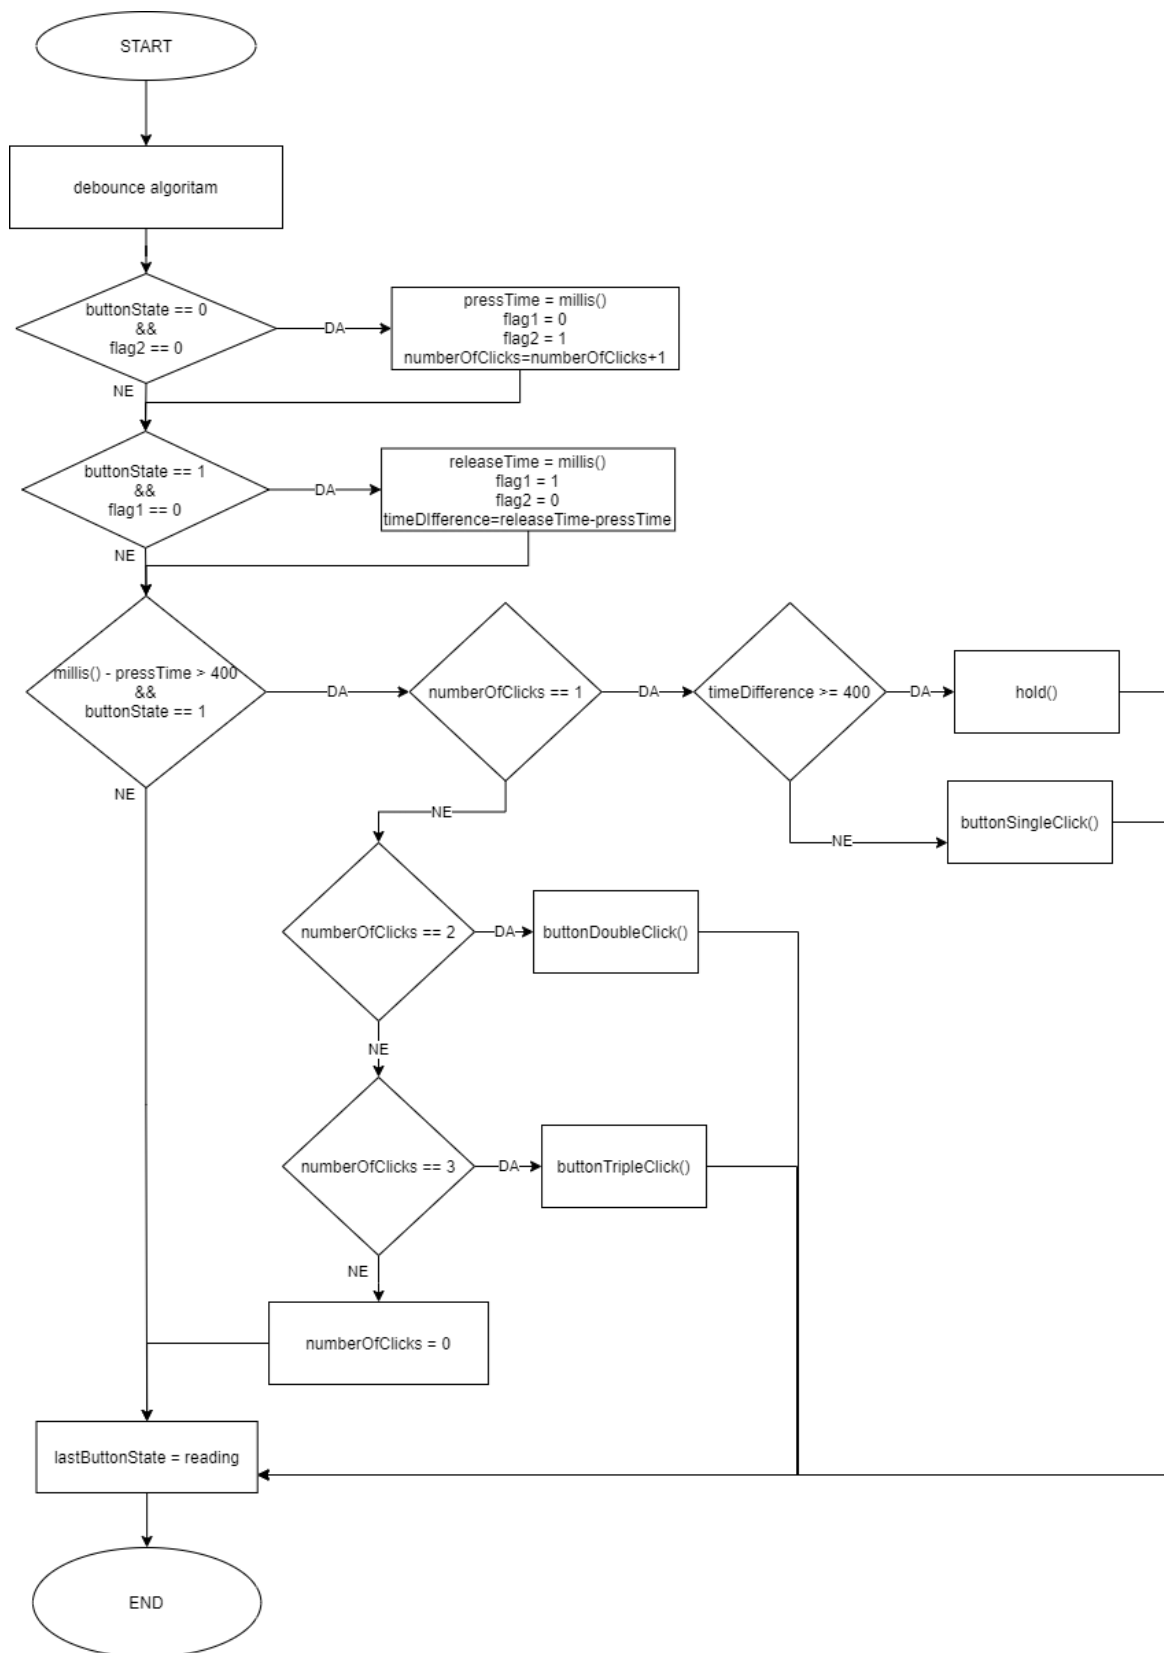 START
debounce algoritam
buttonState == 0
&&
flag2 == 0
DA
pressTime = millis()
flag1 = 0
flag2 = 1
numberOfClicks=numberOfClicks+1
NE
buttonState == 1
&&
flag1 == 0
DA
releaseTime = millis()
flag1 = 1
flag2 = 0
timeDIfference=releaseTime-pressTime
NE
millis() - pressTime > 400
&&
buttonState == 1
DA
numberOfClicks == 1
DA
timeDifference >= 400
DA
hold()
NE
NE
NE
buttonSingleClick()
numberOfClicks == 2
DA
buttonDoubleClick()
NE
numberOfClicks == 3
DA
buttonTripleClick()
NE
numberOfClicks = 0
lastButtonState = reading
END